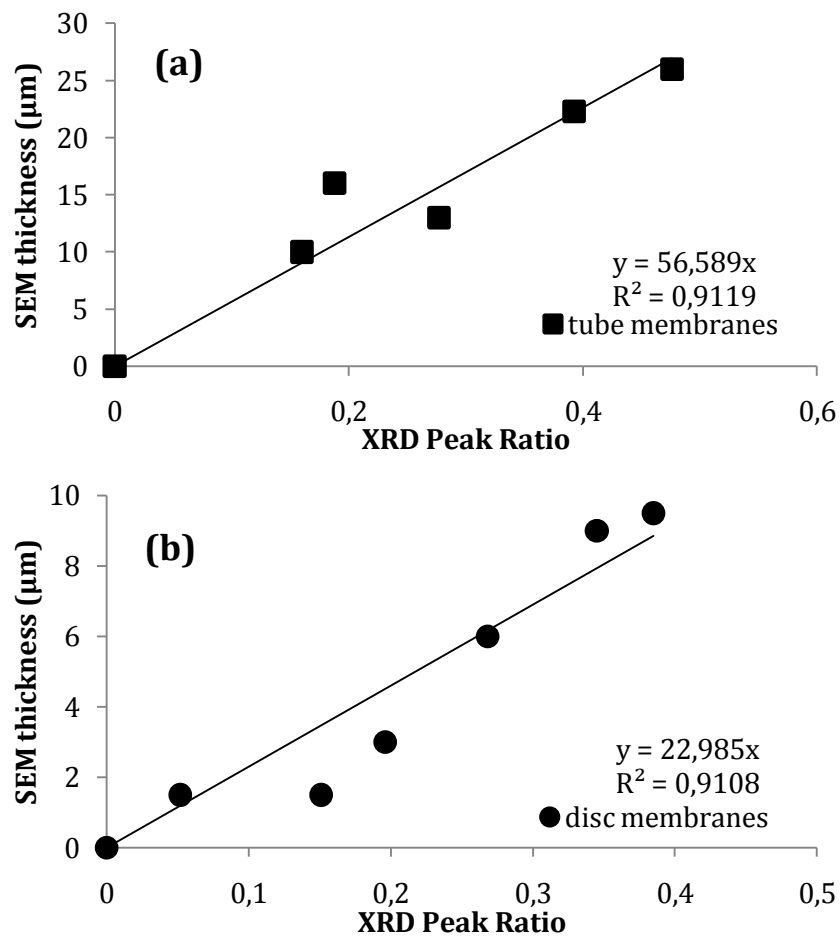 30
25
20
15
10
5
0
SEM thickness (µm)
(a)
y = 56,589x
R² = 0,9119
tube membranes
0 0,2 0,4 0,6
XRD Peak Ratio
10
8
6
4
2
0
SEM thickness (µm)
(b)
y = 22,985x
R² = 0,9108
disc membranes
0 0,1 0,2 0,3 0,4 0,5
XRD Peak Ratio